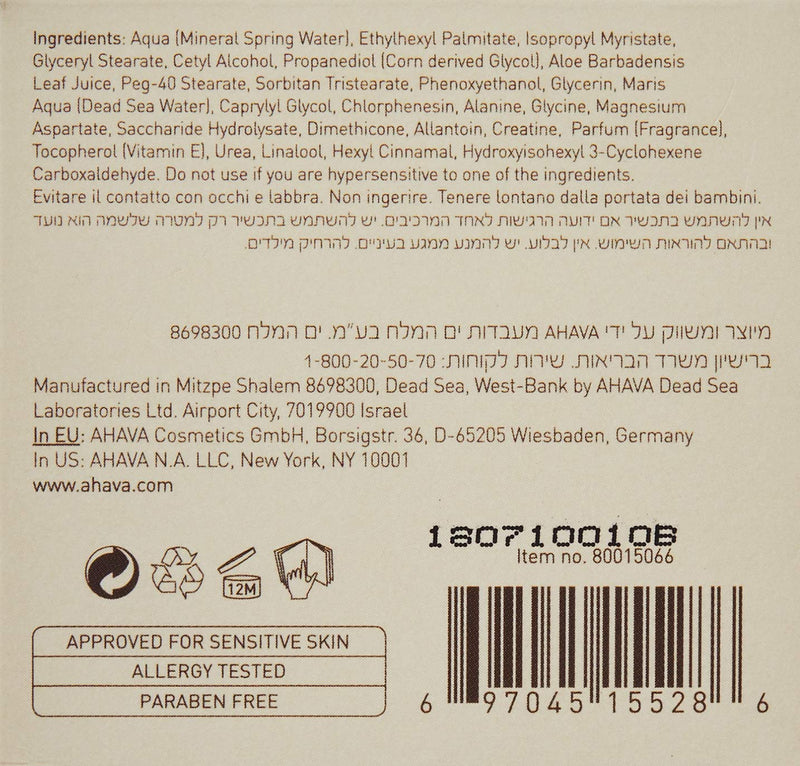 Ingredients: Aqua (Mineral Spring Water), Ethylhexyl Palmitate, Isopropyl Myristate,
Glyceryl Stearate, Cetyl Alcohol, Propanediol (Corn derived Glycol), Aloe Barbadensis
Leaf Juice, Peg-40 Stearate, Sorbitan Tristearate, Phenoxyethanol, Glycerin, Maris
Aqua (Dead Sea Water), Caprylyl Glycol, Chlorphenesin, Alanine, Glycine, Magnesium
Aspartate, Saccharide Hydrolysate, Dimethicone, Allantoin, Creatine, Parfum (Fragrance),
Tocopherol (Vitamin E), Urea, Linalool, Hexyl Cinnamal, Hydroxyisohexyl 3-Cyclohexene
Carboxaldehyde. Do not use if you are hypersensitive to one of the ingredients.
Evitare il contatto con occhi e labbra. Non ingerire. Tenere lontano dalla portata dei bambini.
אין להשתמש בתכשיר אם ידועה הרגישות לאחד המרכיבים. יש להשתמש בתכשיר רק למטרה שלשמה הוא נועד
ובהתאם להוראות השימוש. אין לבלוע. יש להמנע ממגע בעיניים. להרחיק מילדים.
מיוצר ומשווק על ידי AHAVA מעבדות ים המלח בע"מ. ים המלח 8698300
ברישיון משרד הבריאות. שירות לקוחות: 1-800-20-50-70
Manufactured in Mitzpe Shalem 8698300, Dead Sea, West-Bank by AHAVA Dead Sea
Laboratories Ltd. Airport City, 7019900 Israel
In EU: AHAVA Cosmetics GmbH, Borsigstr. 36, D-65205 Wiesbaden, Germany
In US: AHAVA N.A. LLC, New York, NY 10001
www.ahava.com
180710010B
Item no. 80015066
12M
APPROVED FOR SENSITIVE SKIN
ALLERGY TESTED
PARABEN FREE
6 97045 15528 6